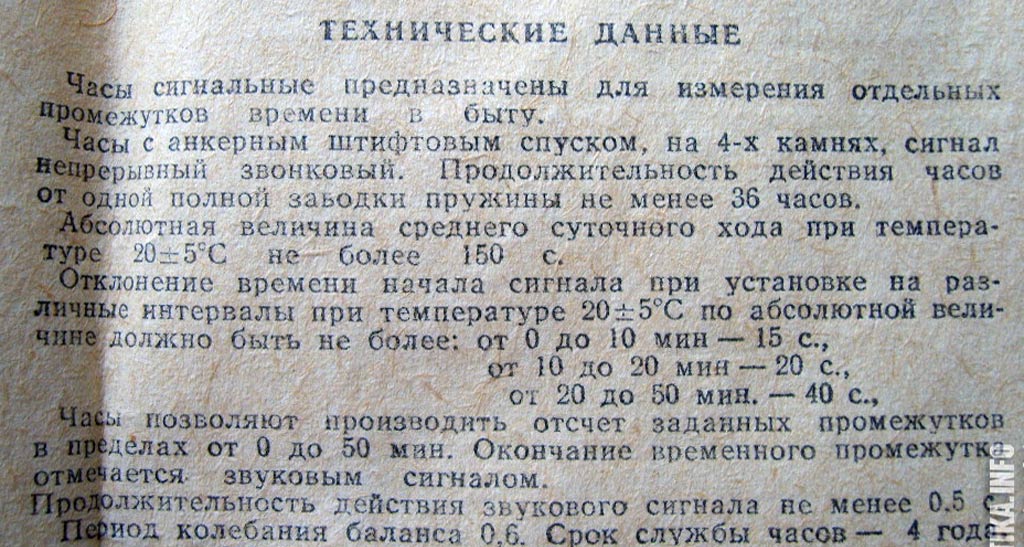 ТЕХНИЧЕСКИЕ ДАННЫЕ
Часы сигнальные предназначены для измерения отдельных
промежутков времени в быту.
Часы с анкерным штифтовым спуском, на 4-х камнях, сигнал
непрерывный звонковый. Продолжительность действия часов
от одной полной заводки пружины не менее 36 часов.
Абсолютная величина среднего суточного хода при темпера-
туре 20±5°С не более 150 с.
Отклонение времени начала сигнала при установке на раз-
личные интервалы при температуре 20±5°С по абсолютной вели-
чине должно быть не более: от 0 до 10 мин — 15 с.,
от 10 до 20 мин — 20 с.,
от 20 до 50 мин. — 40 с.,
Часы позволяют производить отсчет заданных промежутков
в пределах от 0 до 50 мин. Окончание временного промежутка
отмечается звуковым сигналом.
Продолжительность действия звукового сигнала не менее 0.5 с
Период колебания баланса 0,6. Срок службы часов — 4 года
TIKA.INFO